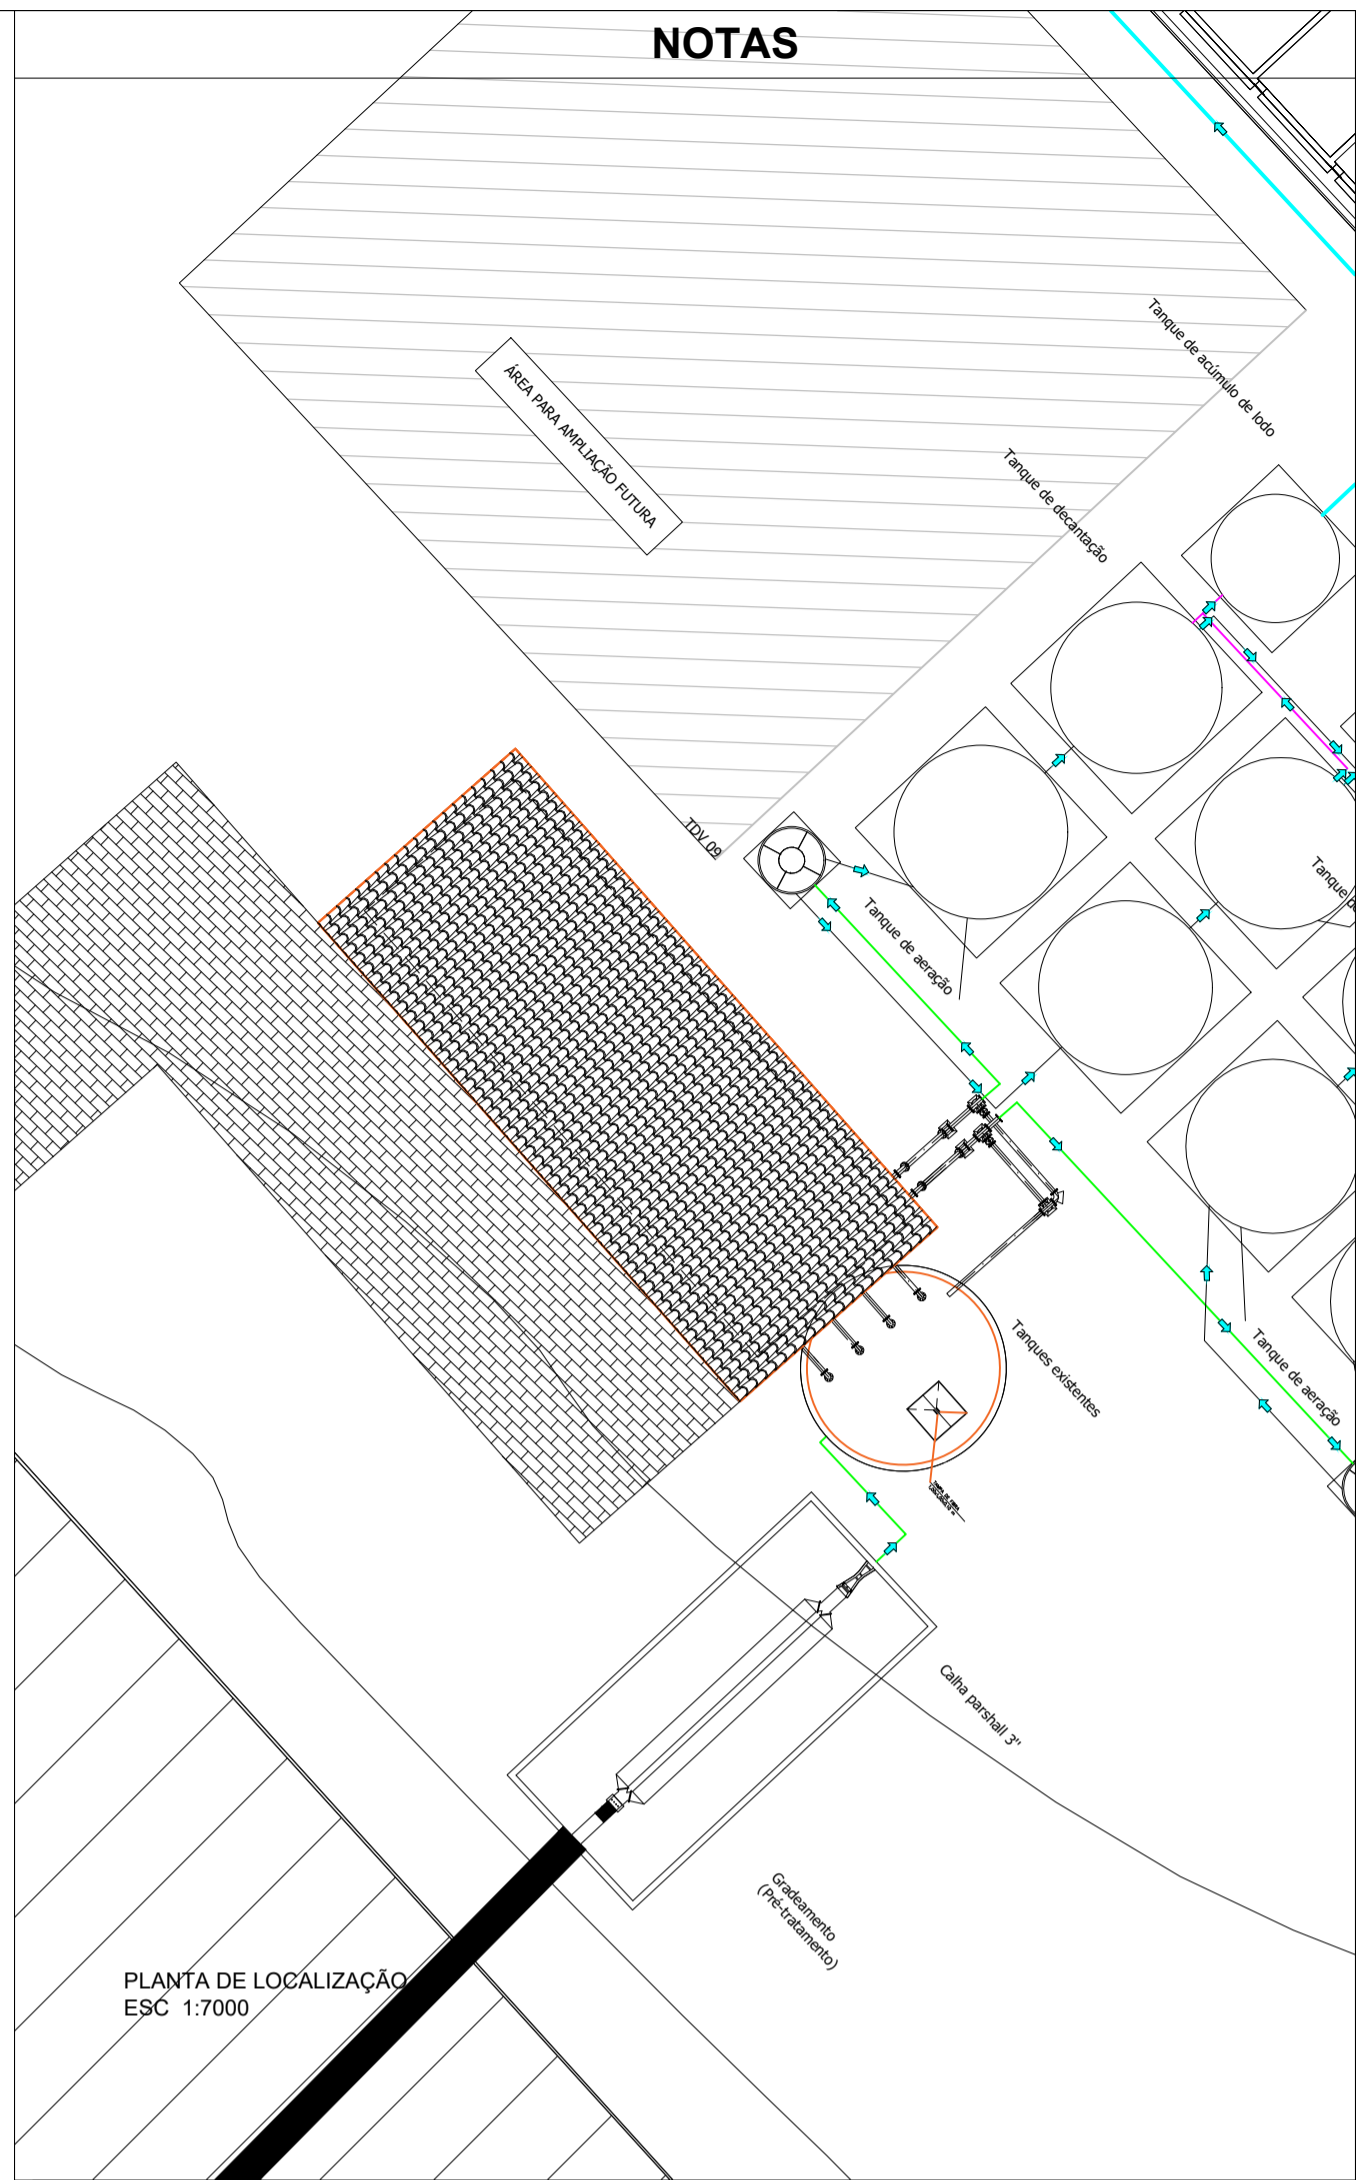 NOTAS
Tanque de acúmulo de lodo
ÁREA PARA AMPLIAÇÃO FUTURA
Tanque de decantação
TDV 09
Tanque de aeração
Tanque
Tanques existentes
Tanque de aeração
Calha parshall 3"
Gradeamento
(Pré-tratamento)
PLANTA DE LOCALIZAÇÃO
ESC 1:7000